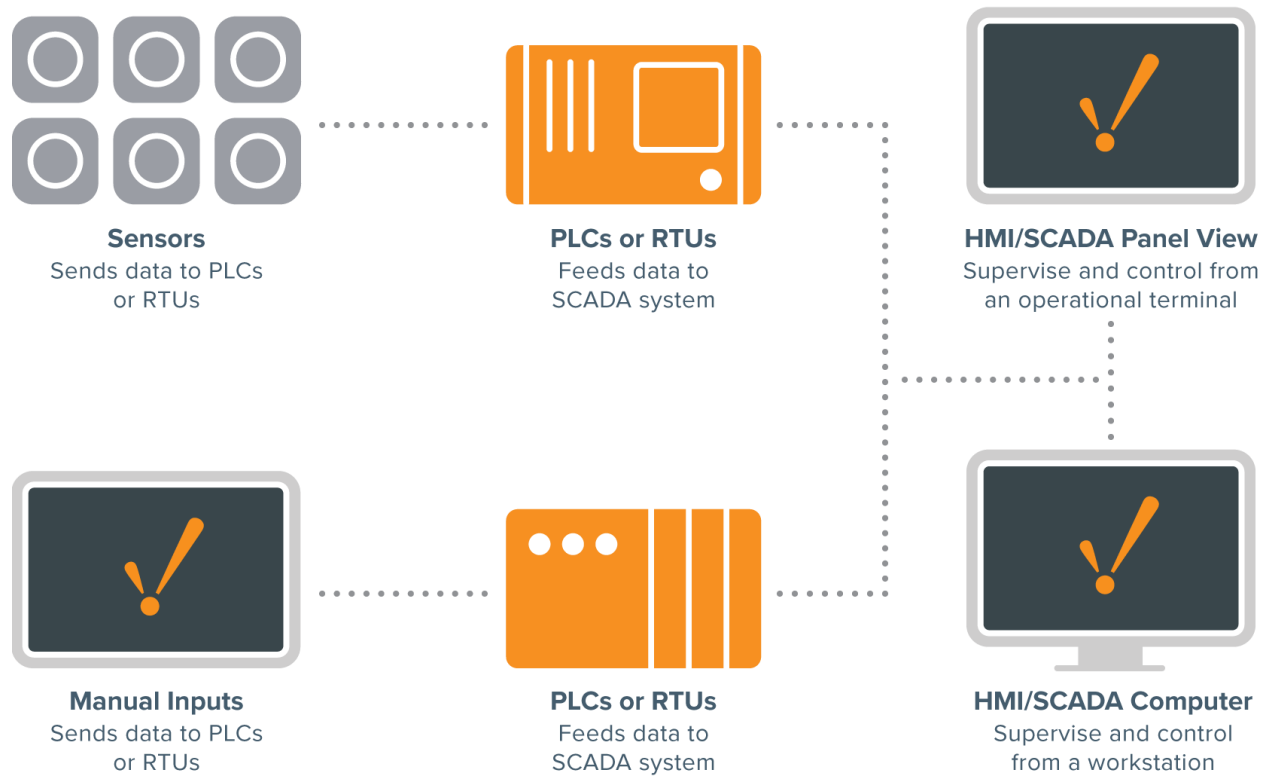 Sensors
Sends data to PLCs
or RTUs
PLCs or RTUs
Feeds data to
SCADA system
HMI/SCADA Panel View
Supervise and control from
an operational terminal
Manual Inputs
Sends data to PLCs
or RTUs
PLCs or RTUs
Feeds data to
SCADA system
HMI/SCADA Computer
Supervise and control
from a workstation